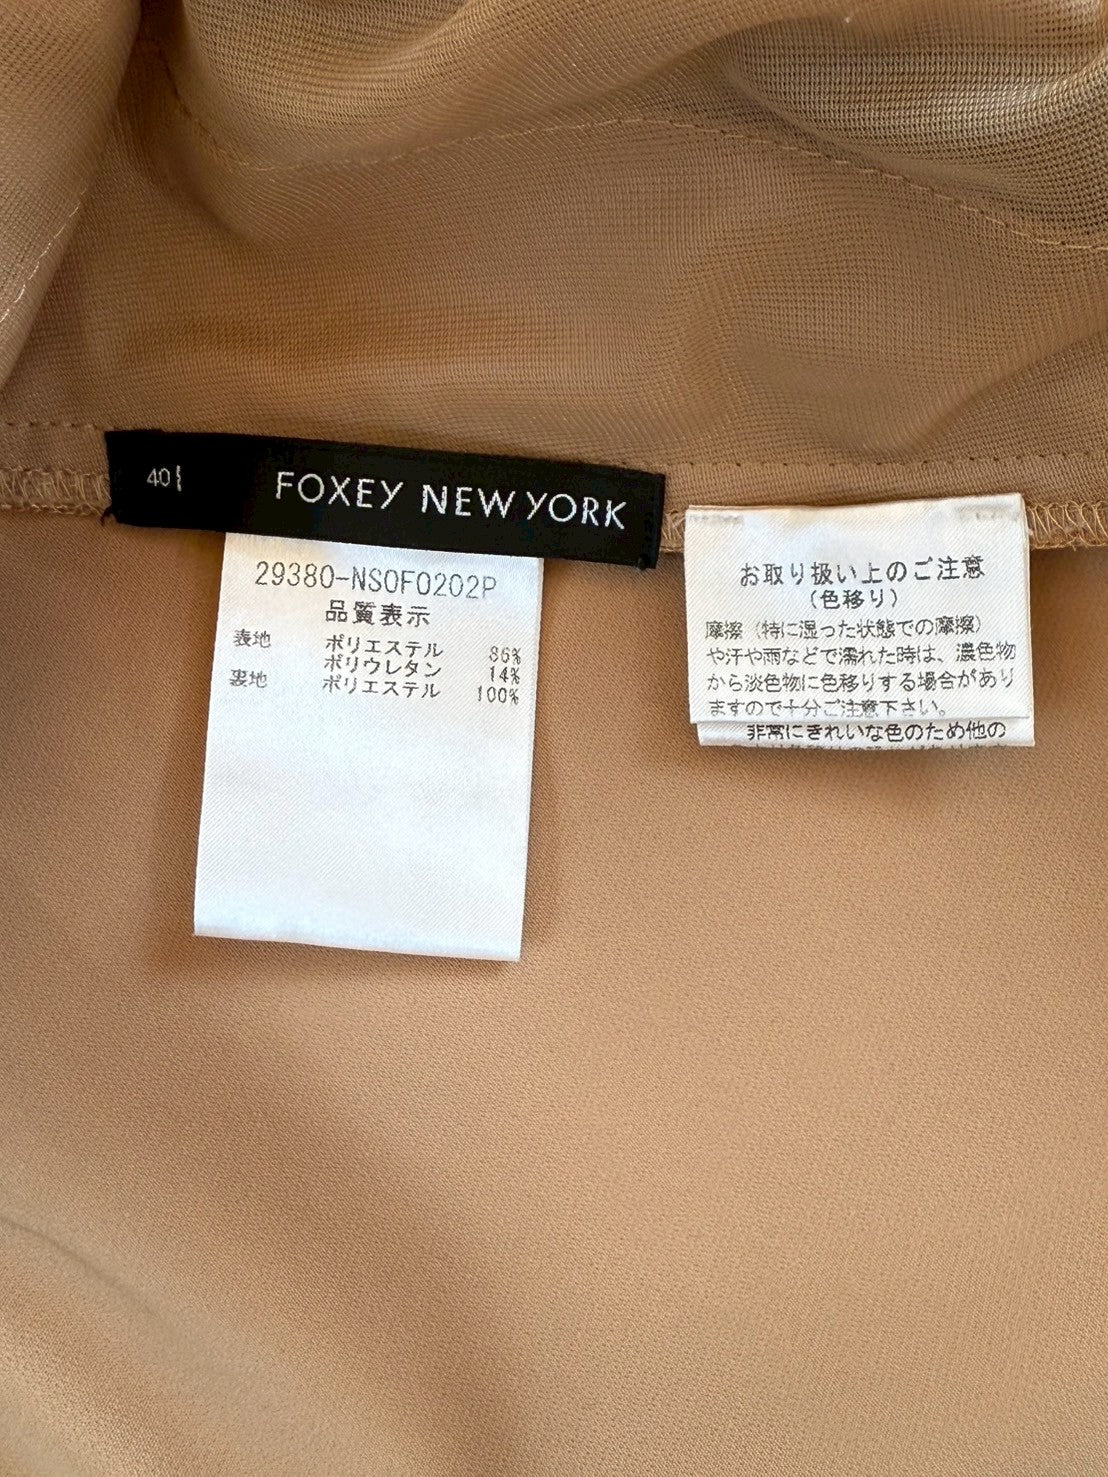 40
FOXEY NEW YORK
29380-NSOF0202P
品質表示
表地 ポリエステル 86%
ポリウレタン 14%
裏地 ポリエステル 100%
お取り扱い上のご注意
(色移り)
摩擦(特に湿った状態での摩擦)
や汗や雨などで濡れた時は、濃色物
から淡色物に色移りする場合があり
ますので十分ご注意下さい。
非常にきれいな色のため他の